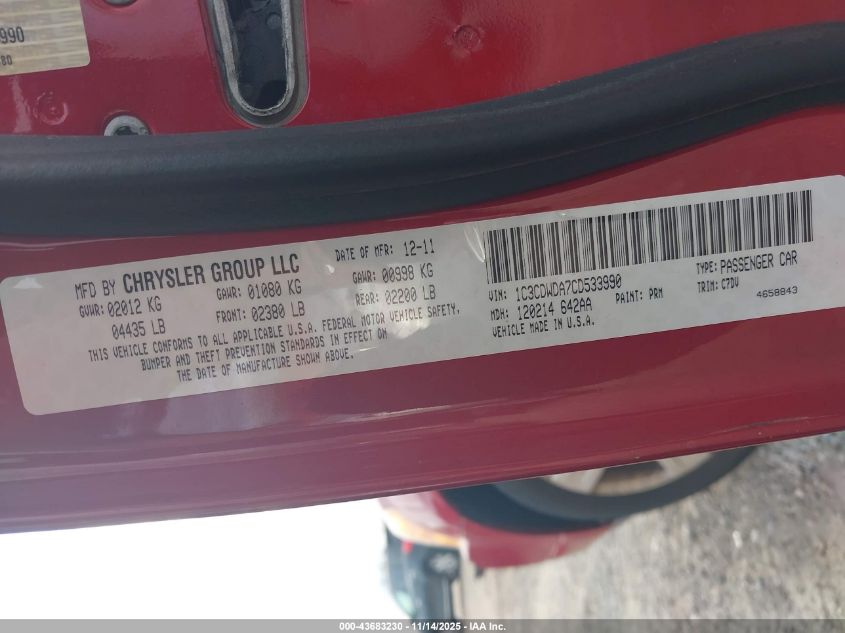 990
80
MFD BY CHRYSLER GROUP LLC DATE OF MFR: 12-11
GVWR: 02012 KG GAWR: 01080 KG GAWR: 00998 KG
04435 LB FRONT: 02380 LB REAR: 02200 LB
THIS VEHICLE CONFORMS TO ALL APPLICABLE U.S.A. FEDERAL MOTOR VEHICLE SAFETY,
BUMPER AND THEFT PREVENTION STANDARDS IN EFFECT ON
THE DATE OF MANUFACTURE SHOWN ABOVE.
VIN: 1C3CDWDA7CD533990 TYPE: PASSENGER CAR
MDH: 120214 642AA PAINT: PRM TRIM: C7DV
VEHICLE MADE IN U.S.A. 4658843
000-43683230 - 11/14/2025 - IAA Inc.